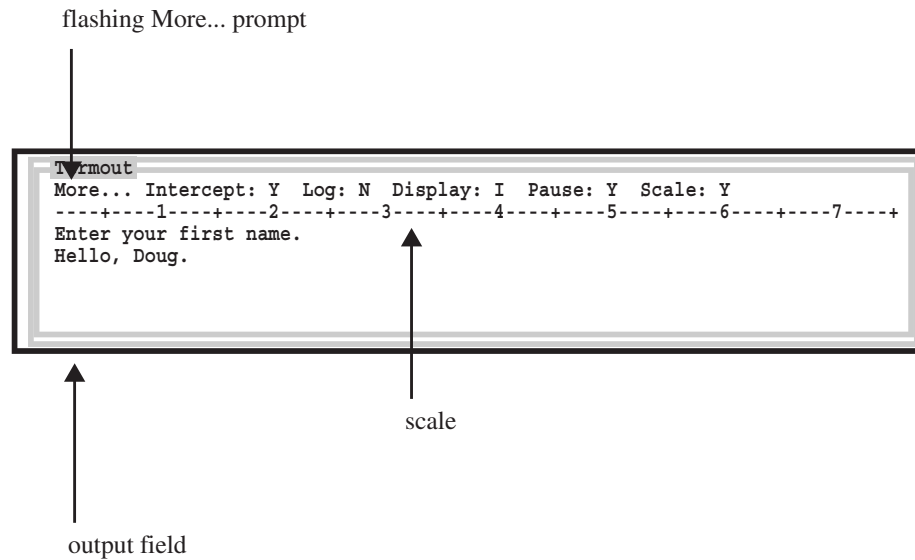 flashing More... prompt
Termout
More... Intercept: Y  Log: N  Display: I  Pause: Y  Scale: Y
----+----1----+----2----+----3----+----4----+----5----+----6----+----7----+
Enter your first name.
Hello, Doug.
scale
output field